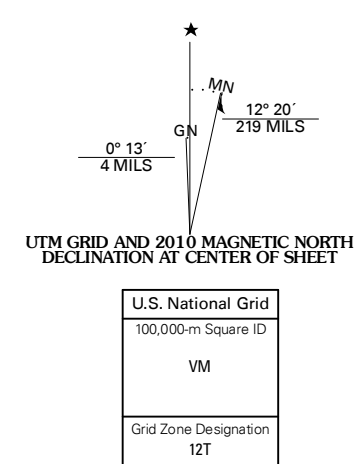 MN
GN
12° 20´
219 MILS
0° 13´
4 MILS
UTM GRID AND 2010 MAGNETIC NORTH
DECLINATION AT CENTER OF SHEET
U.S. National Grid
100,000-m Square ID
VM
Grid Zone Designation
12T